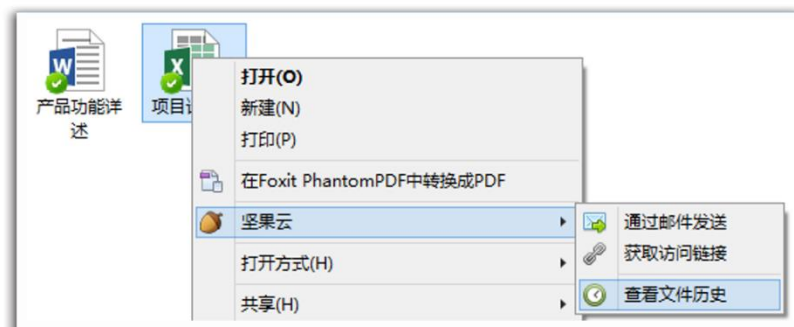 产品功能详
述
项目
打开(O)
新建(N)
打印(P)
在Foxit PhantomPDF中转换成PDF
坚果云
通过邮件发送
获取访问链接
打开方式(H)
查看文件历史
共享(H)